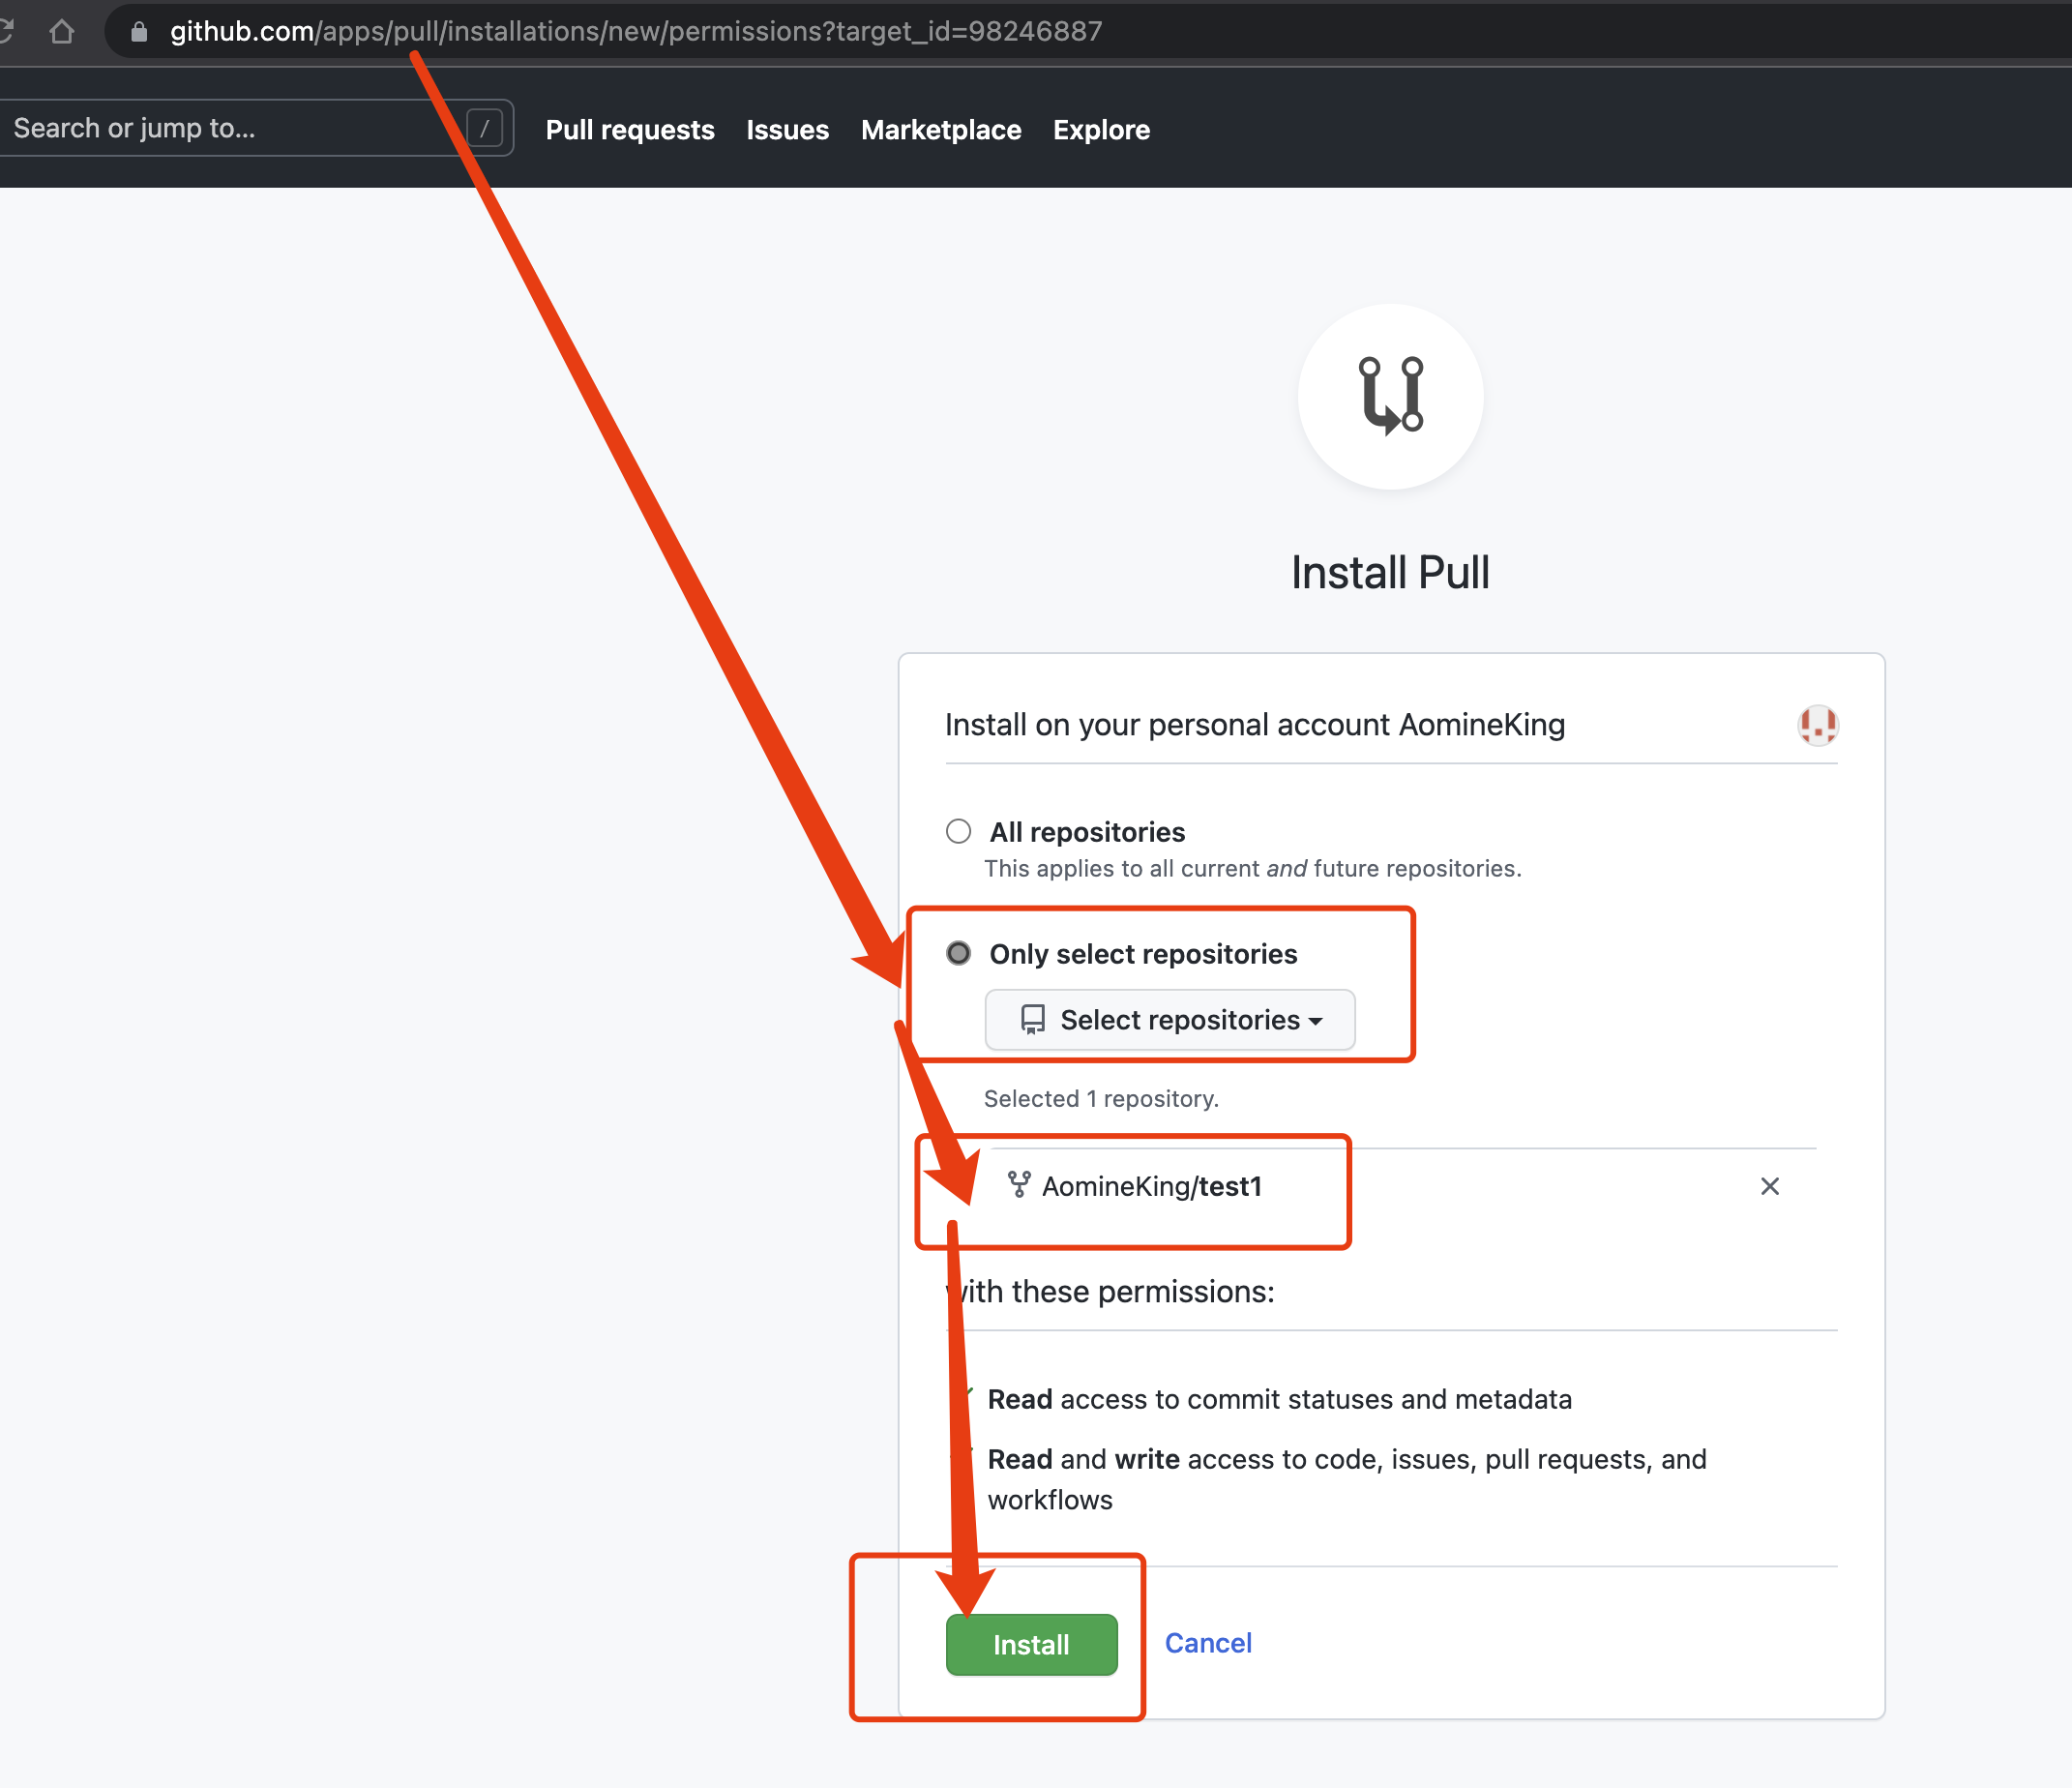 github.com/apps/pull/installations/new/permissions?target_id=98246887
Search or jump to...
/
Pull requests Issues Marketplace Explore
Install Pull
Install on your personal account AomineKing
All repositories
This applies to all current and future repositories.
Only select repositories
Select repositories
Selected 1 repository.
AomineKing/test1
with these permissions:
Read access to commit statuses and metadata
Read and write access to code, issues, pull requests, and
workflows
Install Cancel